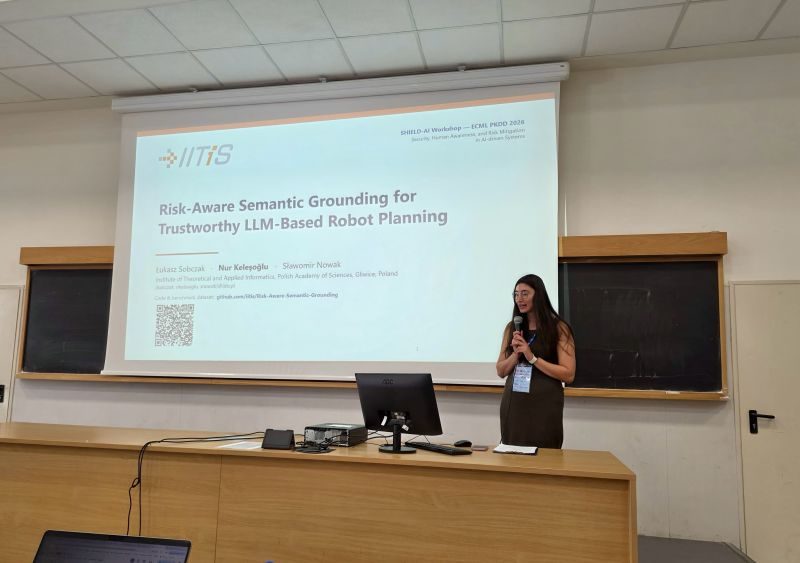 SHIELD-AI Workshop — ECML PKDD 2026
Security, Human Awareness, and Risk Mitigation
in AI-driven Systems
IITiS
Risk-Aware Semantic Grounding for
Trustworthy LLM-Based Robot Planning
Łukasz Sobczak · Nur Keleşoğlu · Sławomir Nowak
Institute of Theoretical and Applied Informatics, Polish Academy of Sciences, Gliwice, Poland
Code & benchmark dataset: github.com/iitis/Risk-Aware-Semantic-Grounding
1
AOC